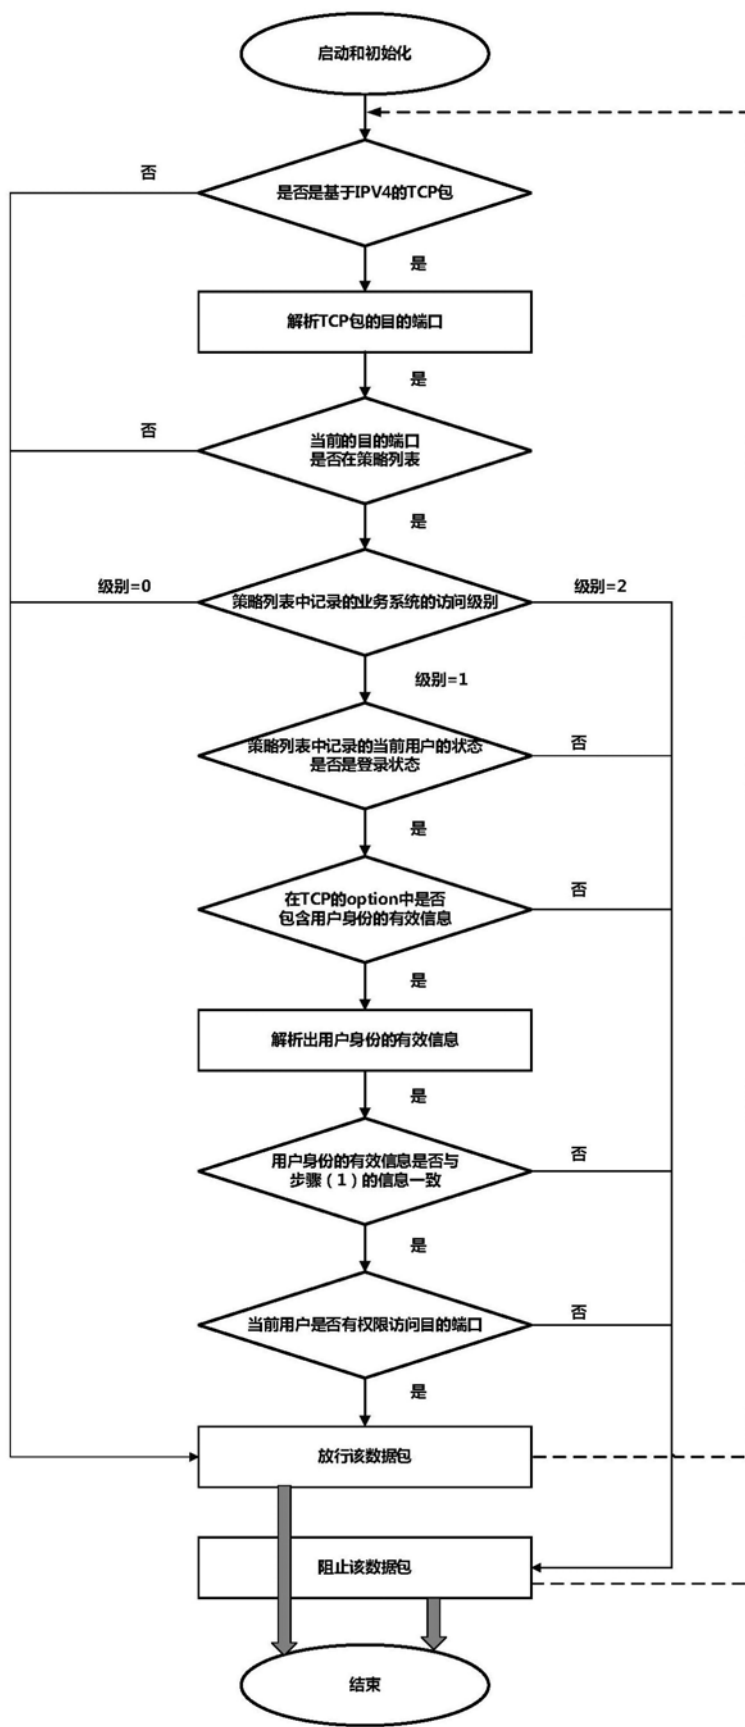 启动和初始化
否
是否是基于IPV4的TCP包
是
解析TCP包的目的端口
是
否
当前的目的端口
是否在策略列表
是
级别=0
策略列表中记录的业务系统的访问级别
级别=2
级别=1
策略列表中记录的当前用户的状态
是否是登录状态
否
是
在TCP的option中是否
包含用户身份的有效信息
否
是
解析出用户身份的有效信息
是
用户身份的有效信息是否与
步骤（1）的信息一致
否
是
当前用户是否有权限访问目的端口
否
是
放行该数据包
阻止该数据包
结束